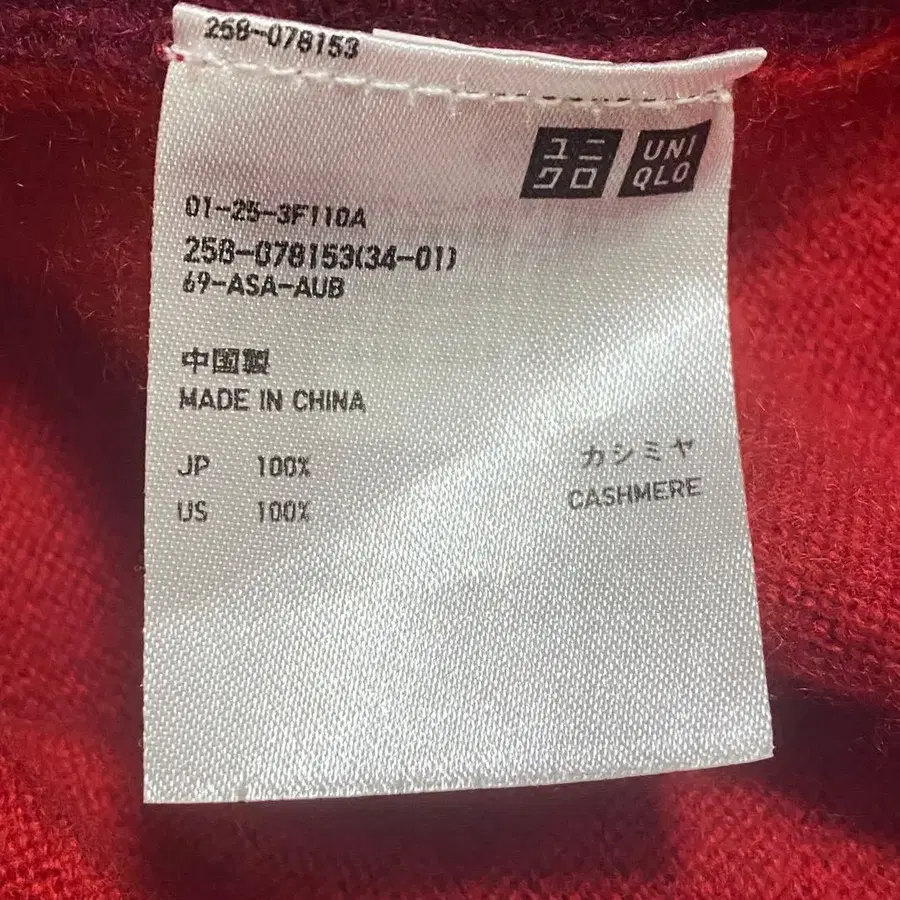 258-078153
ユニ
クロ
UNI
QLO
01-25-3F110A
258-078153(34-01)
69-ASA-AUB
中国製
MADE IN CHINA
JP 100% カシミヤ
US 100% CASHMERE